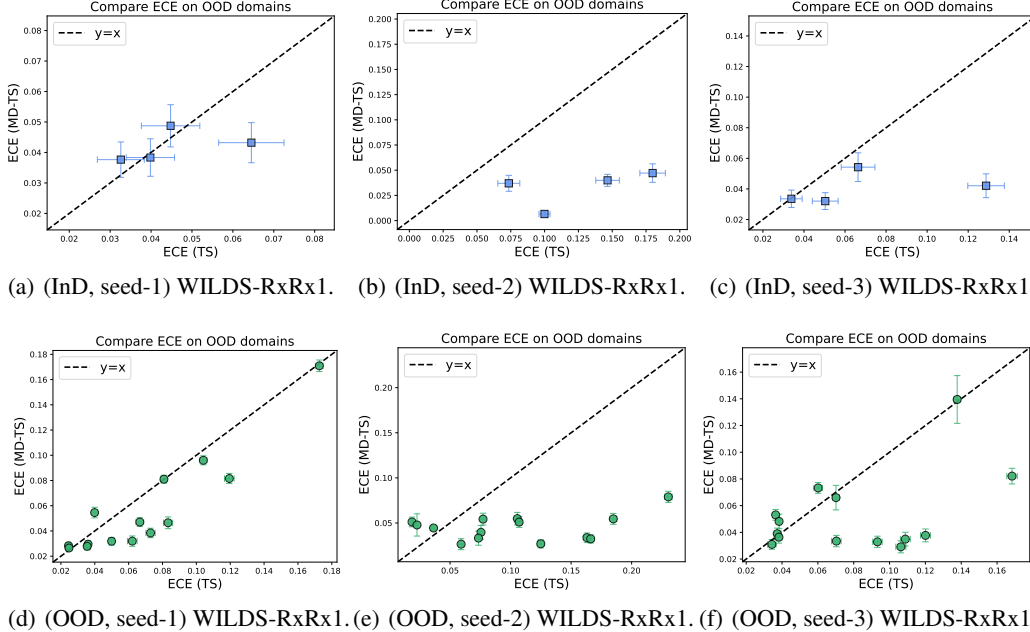 Compare ECE on OOD domains Compare ECE on OOD domains Compare ECE on OOD domains
y=x y=x y=x
ECE (MD-TS) ECE (MD-TS) ECE (MD-TS)
0.08 0.07 0.06 0.05 0.04 0.03 0.02
0.200 0.175 0.150 0.125 0.100 0.075 0.050 0.025 0.000
0.14 0.12 0.10 0.08 0.06 0.04 0.02
0.02 0.03 0.04 0.05 0.06 0.07 0.08
0.000 0.025 0.050 0.075 0.100 0.125 0.150 0.175 0.200
0.02 0.04 0.06 0.08 0.10 0.12 0.14
ECE (TS) ECE (TS) ECE (TS)
(a) (InD, seed-1) WILDS-RxRx1. (b) (InD, seed-2) WILDS-RxRx1. (c) (InD, seed-3) WILDS-RxRx1
Compare ECE on OOD domains Compare ECE on OOD domains Compare ECE on OOD domains
y=x y=x y=x
ECE (MD-TS) ECE (MD-TS) ECE (MD-TS)
0.18 0.16 0.14 0.12 0.10 0.08 0.06 0.04 0.02
0.20 0.15 0.10 0.05
0.16 0.14 0.12 0.10 0.08 0.06 0.04 0.02
0.02 0.04 0.06 0.08 0.10 0.12 0.14 0.16 0.18
0.05 0.10 0.15 0.20
0.02 0.04 0.06 0.08 0.10 0.12 0.14 0.16
ECE (TS) ECE (TS) ECE (TS)
(d) (OOD, seed-1) WILDS-RxRx1. (e) (OOD, seed-2) WILDS-RxRx1. (f) (OOD, seed-3) WILDS-RxRx1